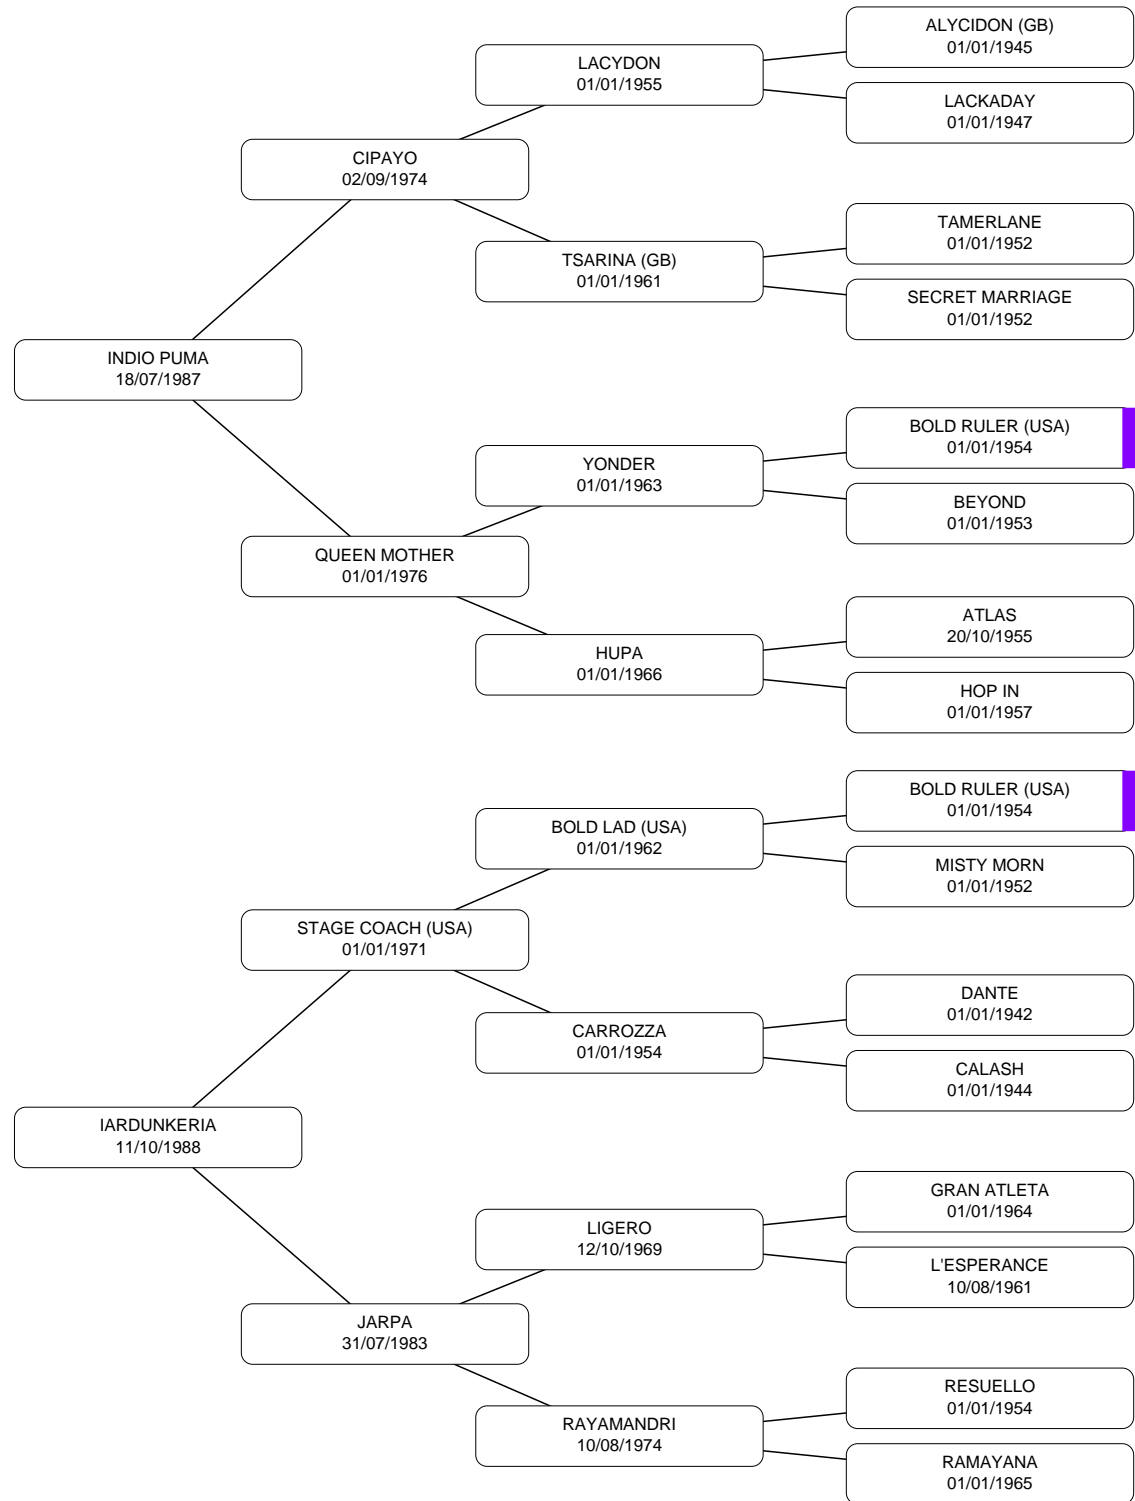 ALYCIDON (GB)
01/01/1945
LACYDON
01/01/1955
LACKADAY
01/01/1947
CIPAYO
02/09/1974
TAMERLANE
01/01/1952
TSARINA (GB)
01/01/1961
SECRET MARRIAGE
01/01/1952
INDIO PUMA
18/07/1987
BOLD RULER (USA)
01/01/1954
YONDER
01/01/1963
BEYOND
01/01/1953
QUEEN MOTHER
01/01/1976
ATLAS
20/10/1955
HUPA
01/01/1966
HOP IN
01/01/1957
BOLD RULER (USA)
01/01/1954
BOLD LAD (USA)
01/01/1962
MISTY MORN
01/01/1952
STAGE COACH (USA)
01/01/1971
DANTE
01/01/1942
CARROZZA
01/01/1954
CALASH
01/01/1944
IARDUNKERIA
11/10/1988
GRAN ATLETA
01/01/1964
LIGERO
12/10/1969
L'ESPERANCE
10/08/1961
JARPA
31/07/1983
RESUELLO
01/01/1954
RAYAMANDRI
10/08/1974
RAMAYANA
01/01/1965